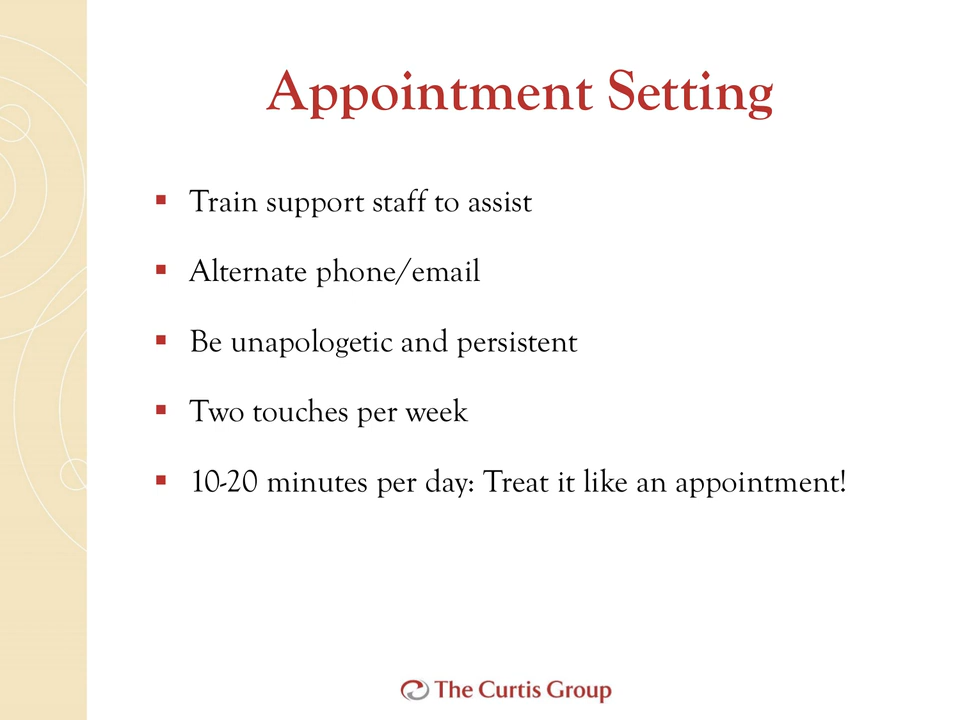 Appointment Setting
▪ Train support staff to assist
▪ Alternate phone/email
▪ Be unapologetic and persistent
▪ Two touches per week
▪ 10-20 minutes per day: Treat it like an appointment!
The Curtis Group